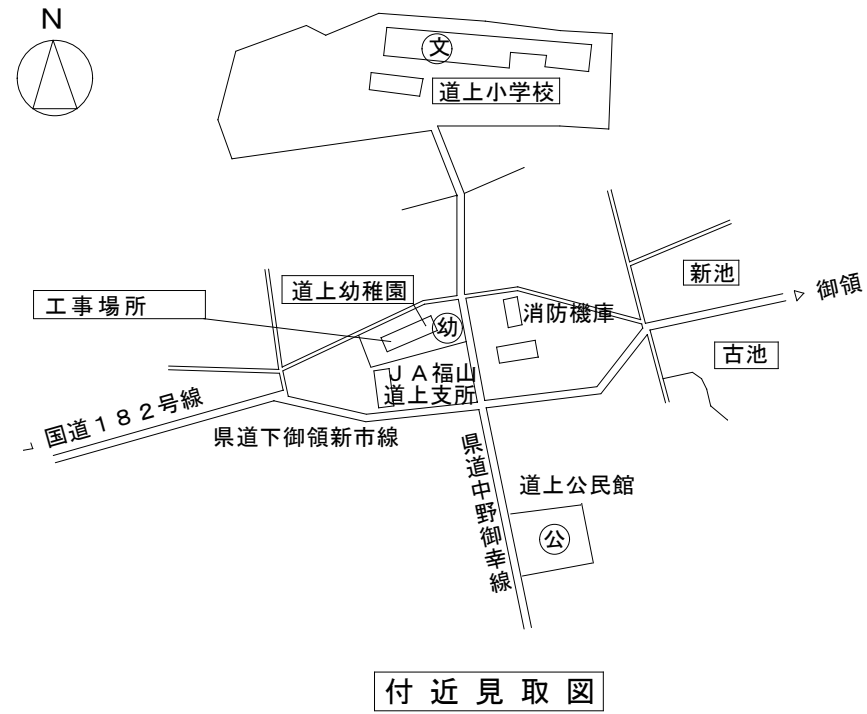 N
文
道上小学校
新池
御領
道上幼稚園
工事場所
幼
消防機庫
古池
ＪＡ福山
道上支所
国道１８２号線
県道下御領新市線
県道中野御幸線
道上公民館
公
付近見取図